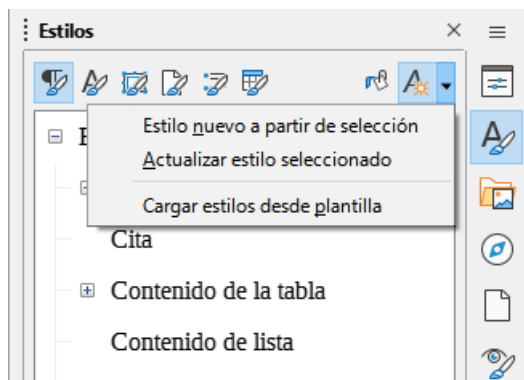 Estilos
Estilo nuevo a partir de selección
Actualizar estilo seleccionado
Cargar estilos desde plantilla
Cita
Contenido de la tabla
Contenido de lista